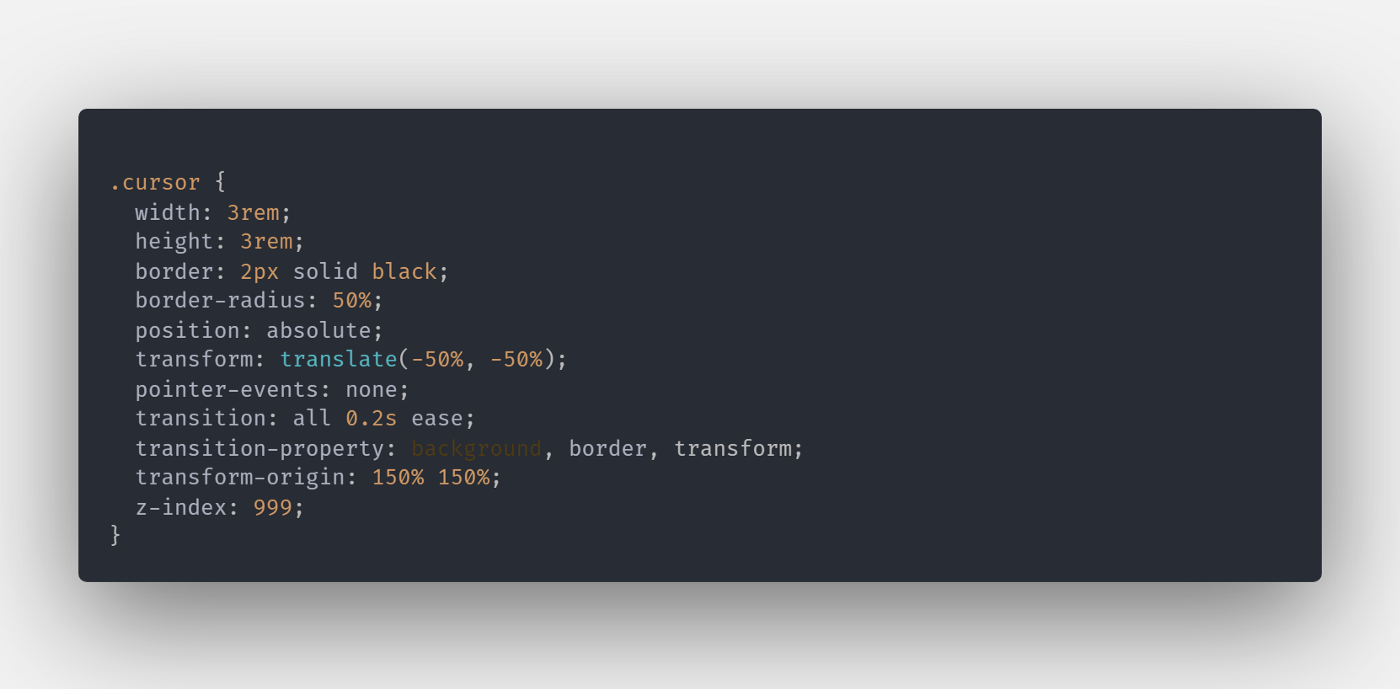 .cursor {
  width: 3rem;
  height: 3rem;
  border: 2px solid black;
  border-radius: 50%;
  position: absolute;
  transform: translate(-50%, -50%);
  pointer-events: none;
  transition: all 0.2s ease;
  transition-property: background, border, transform;
  transform-origin: 150% 150%;
  z-index: 999;
}